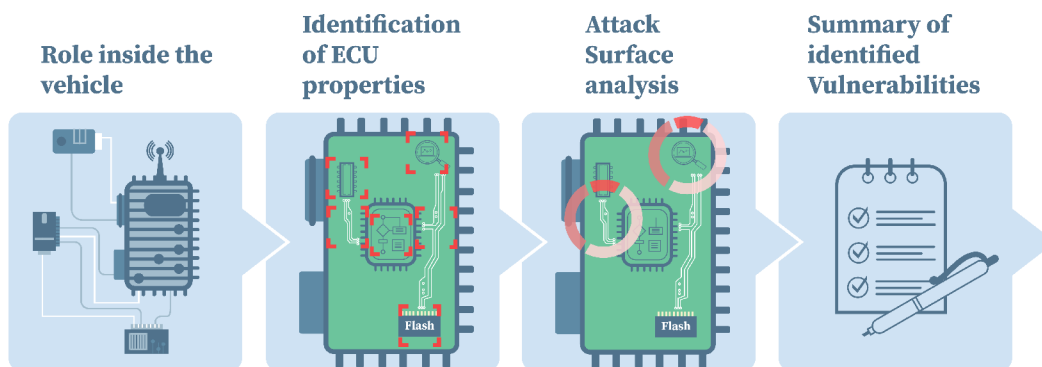 Role inside the
vehicle
Identification
of ECU
properties
Attack
Surface
analysis
Summary of
identified
Vulnerabilities
Flash
Flash